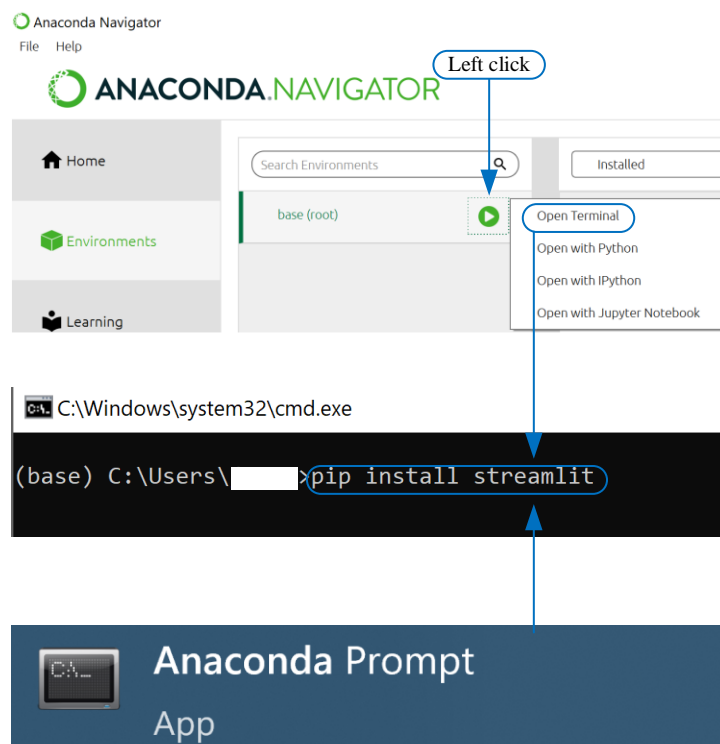 Anaconda Navigator
File Help
Left click
ANACONDA.NAVIGATOR
Home
Search Environments
Installed
base (root)
Open Terminal
Environments
Open with Python
Open with IPython
Open with Jupyter Notebook
Learning
C:\Windows\system32\cmd.exe
(base) C:\Users\ >pip install streamlit
C:\_
Anaconda Prompt
App